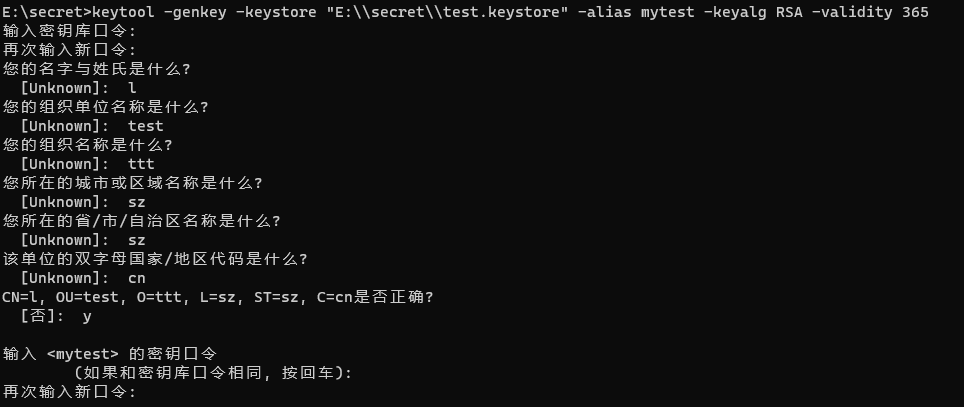 E:\secret>keytool -genkey -keystore "E:\\secret\\test.keystore" -alias mytest -keyalg RSA -validity 365
输入密钥库口令:
再次输入新口令:
您的名字与姓氏是什么?
  [Unknown]:  l
您的组织单位名称是什么?
  [Unknown]:  test
您的组织名称是什么?
  [Unknown]:  ttt
您所在的城市或区域名称是什么?
  [Unknown]:  sz
您所在的省/市/自治区名称是什么?
  [Unknown]:  sz
该单位的双字母国家/地区代码是什么?
  [Unknown]:  cn
CN=l, OU=test, O=ttt, L=sz, ST=sz, C=cn是否正确?
  [否]:  y
输入 <mytest> 的密钥口令
        (如果和密钥库口令相同, 按回车):
再次输入新口令: